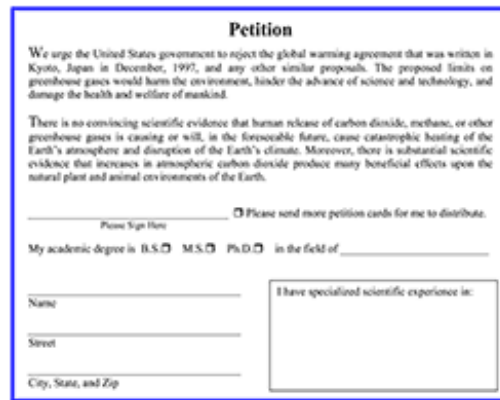 Petition
We urge the United States government to reject the global warming agreement that was written in
Kyoto, Japan in December, 1997, and any other similar proposals. The proposed limits on
greenhouse gases would harm the environment, hinder the advance of science and technology, and
damage the health and welfare of mankind.
There is no convincing scientific evidence that human release of carbon dioxide, methane, or other
greenhouse gases is causing or will, in the foreseeable future, cause catastrophic heating of the
Earth's atmosphere and disruption of the Earth's climate. Moreover, there is substantial scientific
evidence that increases in atmospheric carbon dioxide produce many beneficial effects upon the
natural plant and animal environments of the Earth.
Please send more petition cards for me to distribute.
Please Sign Here
My academic degree is B.S. M.S. Ph.D. in the field of
I have specialized scientific experience in:
Name
Street
City, State, and Zip